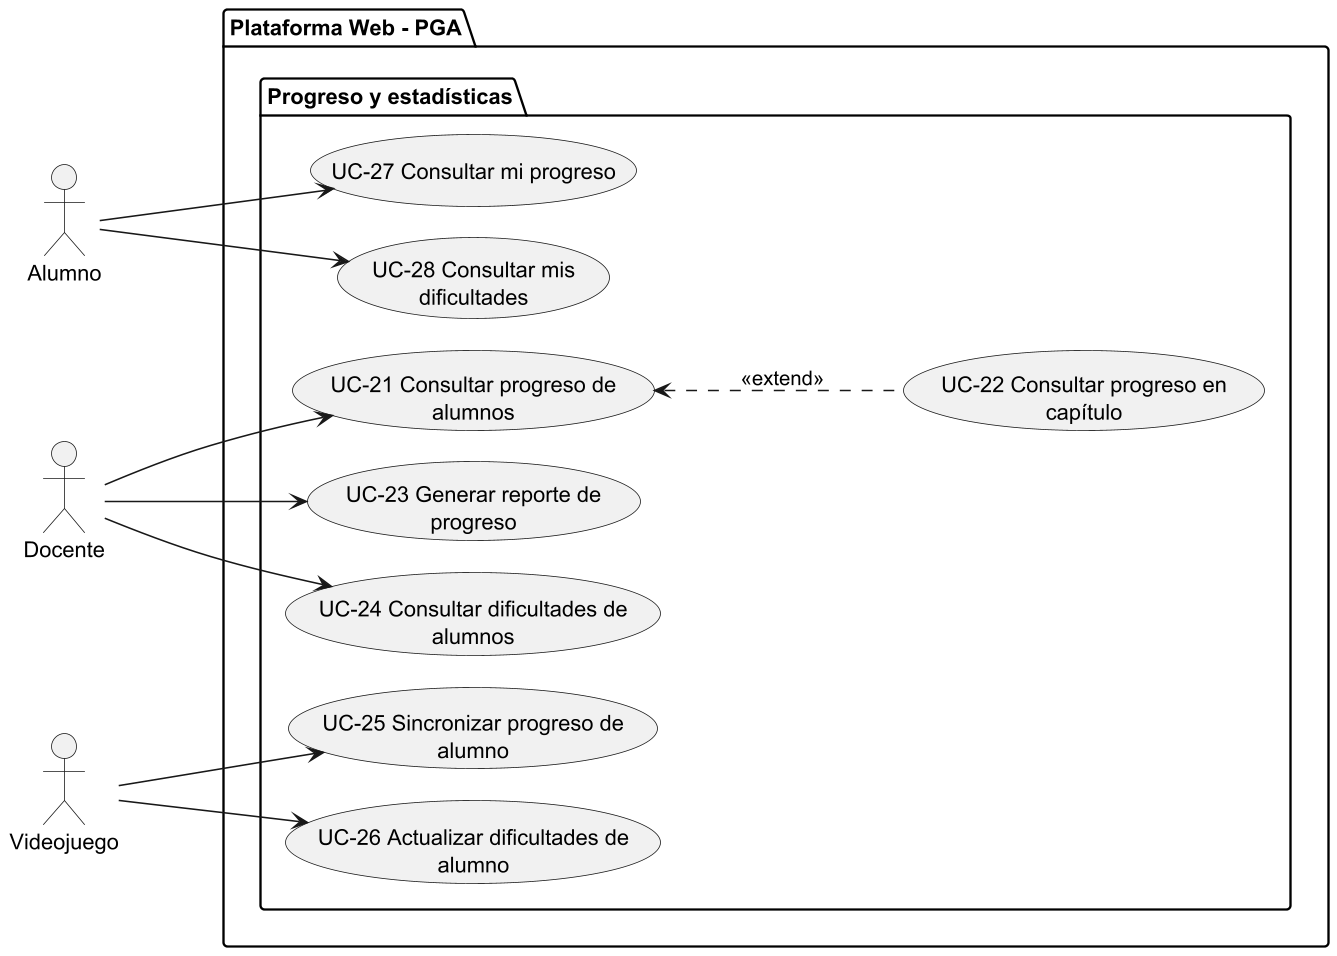 Plataforma Web - PGA
Progreso y estadísticas
UC-27 Consultar mi progreso
Alumno
UC-28 Consultar mis
dificultades
UC-21 Consultar progreso de
alumnos
«extend»
UC-22 Consultar progreso en
capítulo
Docente
UC-23 Generar reporte de
progreso
UC-24 Consultar dificultades de
alumnos
Videojuego
UC-25 Sincronizar progreso de
alumno
UC-26 Actualizar dificultades de
alumno